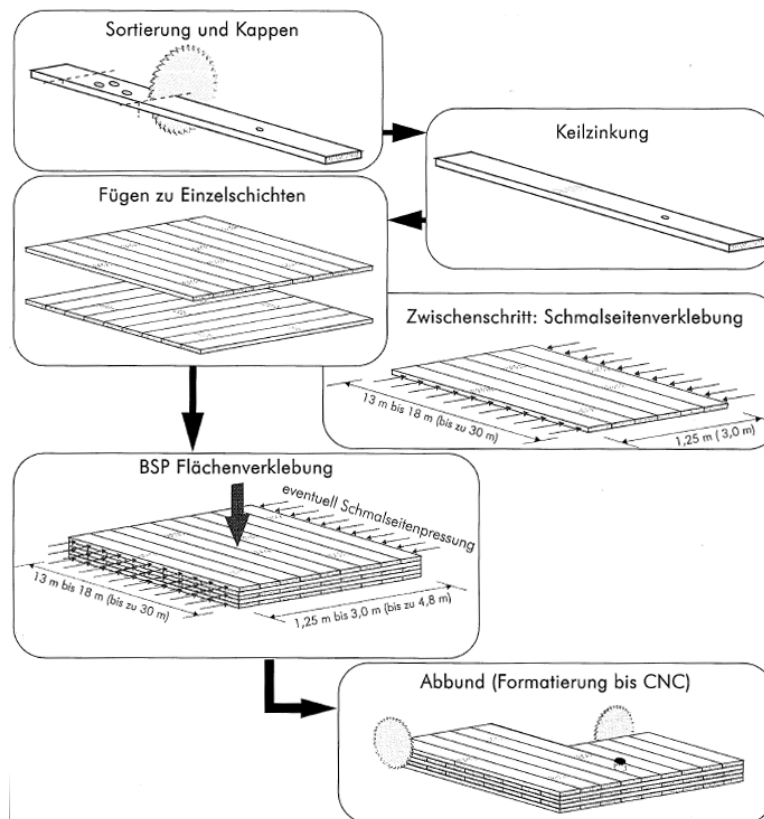 Sortierung und Kappen
Keilzinkung
Fügen zu Einzelschichten
Zwischenschritt: Schmalseitenverklebung
13 m bis 18 m (bis zu 30 m)
1,25 m ( 3,0 m)
BSP Flächenverklebung
eventuell Schmalseitenpressung
13 m bis 18 m (bis zu 30 m)
1,25 m bis 3,0 m (bis zu 4,8 m)
Abbund (Formatierung bis CNC)